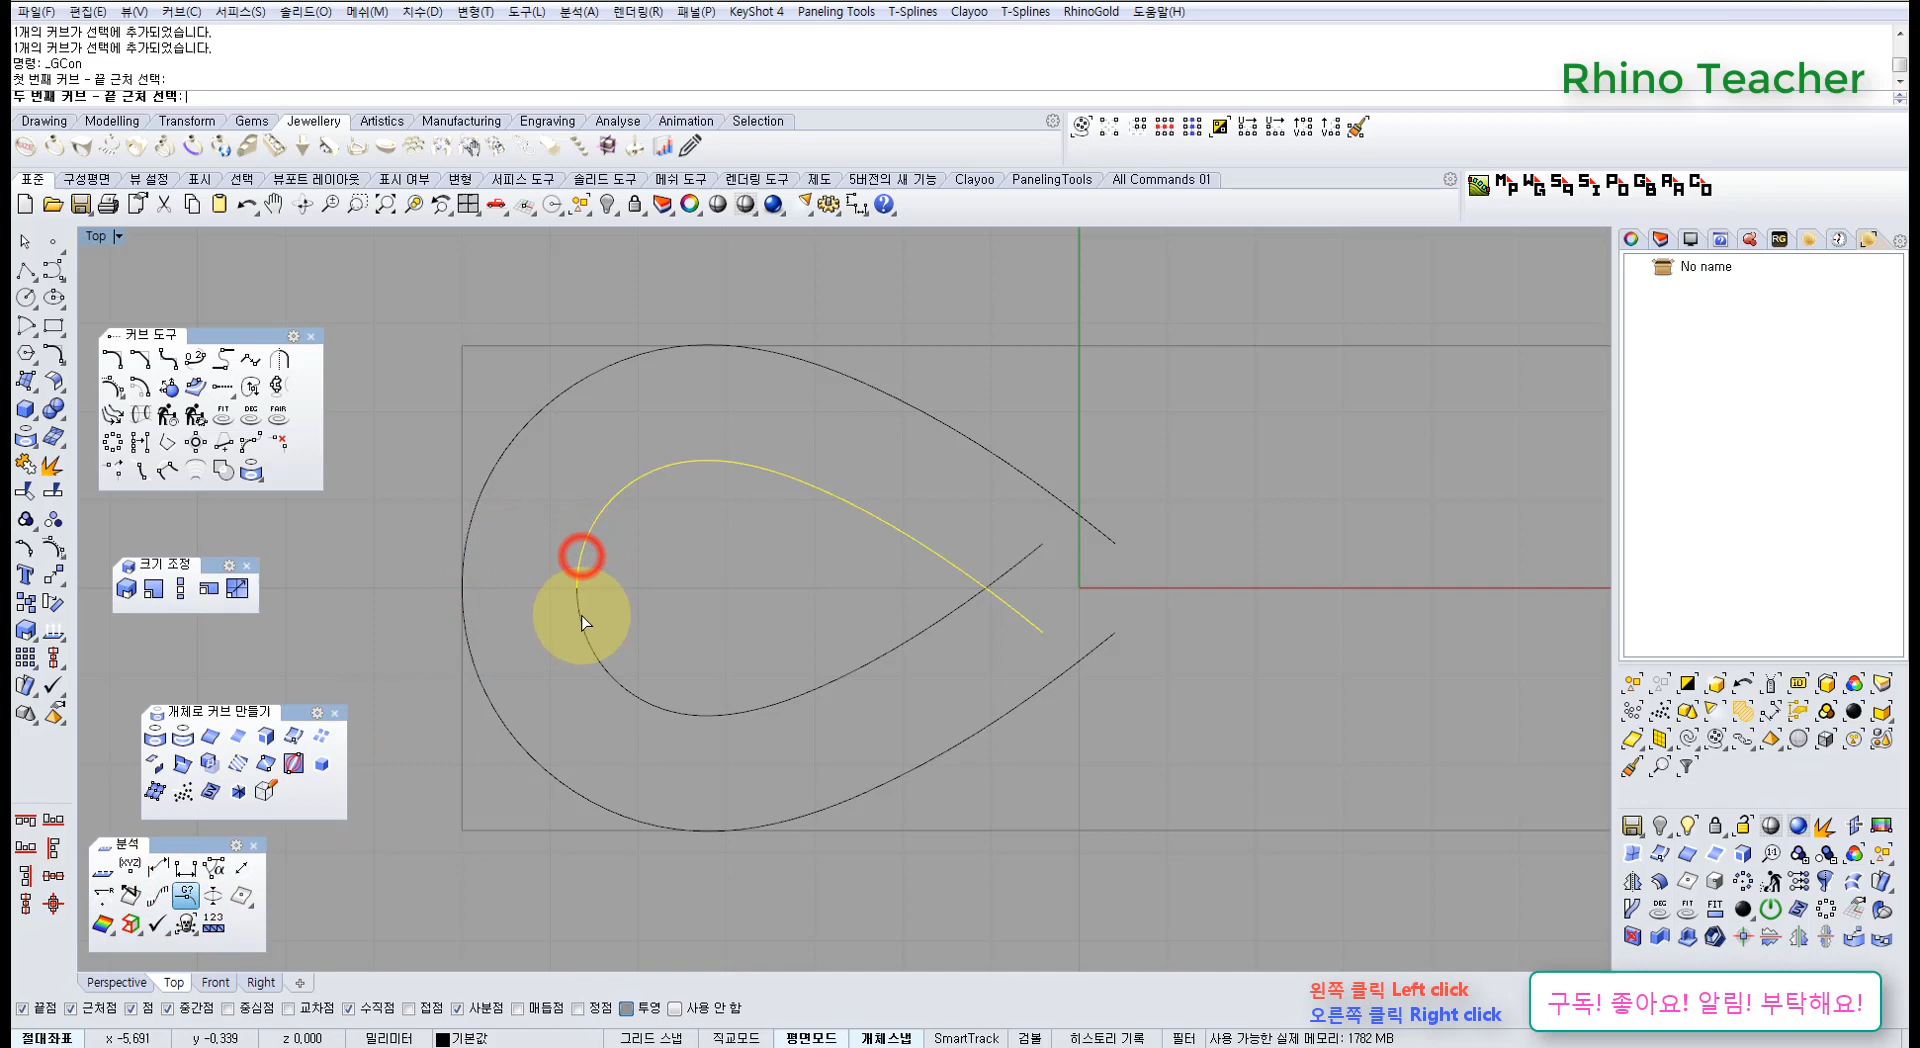 파일(F) 편집(E) 뷰(V) 커브(C) 서피스(S) 솔리드(O) 메쉬(M) 치수(D) 변형(T) 도구(L) 분석(A) 렌더링(R) 패널(P) KeyShot 4 Paneling Tools T-Splines Clayoo T-Splines RhinoGold 도움말(H)
1개의 커브가 선택에 추가되었습니다.
1개의 커브가 선택에 추가되었습니다.
명령: _GCon
첫 번째 커브 - 끝 근처 선택:
두 번째 커브 - 끝 근처 선택:
Rhino Teacher
Drawing Modelling Transform Gems Jewellery Artistics Manufacturing Engraving Analyse Animation Selection
표준 구성평면 뷰 설정 표시 선택 뷰포트 레이아웃 표시 여부 변형 서피스 도구 솔리드 도구 메쉬 도구 렌더링 도구 제도 5버전의 새 기능 Clayoo PanelingTools All Commands 01
Top
No name
커브 도구
크기 조정
개체로 커브 만들기
분석
Perspective Top Front Right
끝점 근처점 점 중간점 중심점 교차점 수직점 접점 사분점 매듭점 정점 투영 사용 안 함
왼쪽 클릭 Left click
오른쪽 클릭 Right click
구독! 좋아요! 알림! 부탁해요!
절대좌표 x -5,691 y -0,339 z 0,000 밀리미터 기본값 그리드 스냅 직교모드 평면모드 개체스냅 SmartTrack 검볼 히스토리 기록 필터 사용 가능한 실제 메모리: 1782 MB